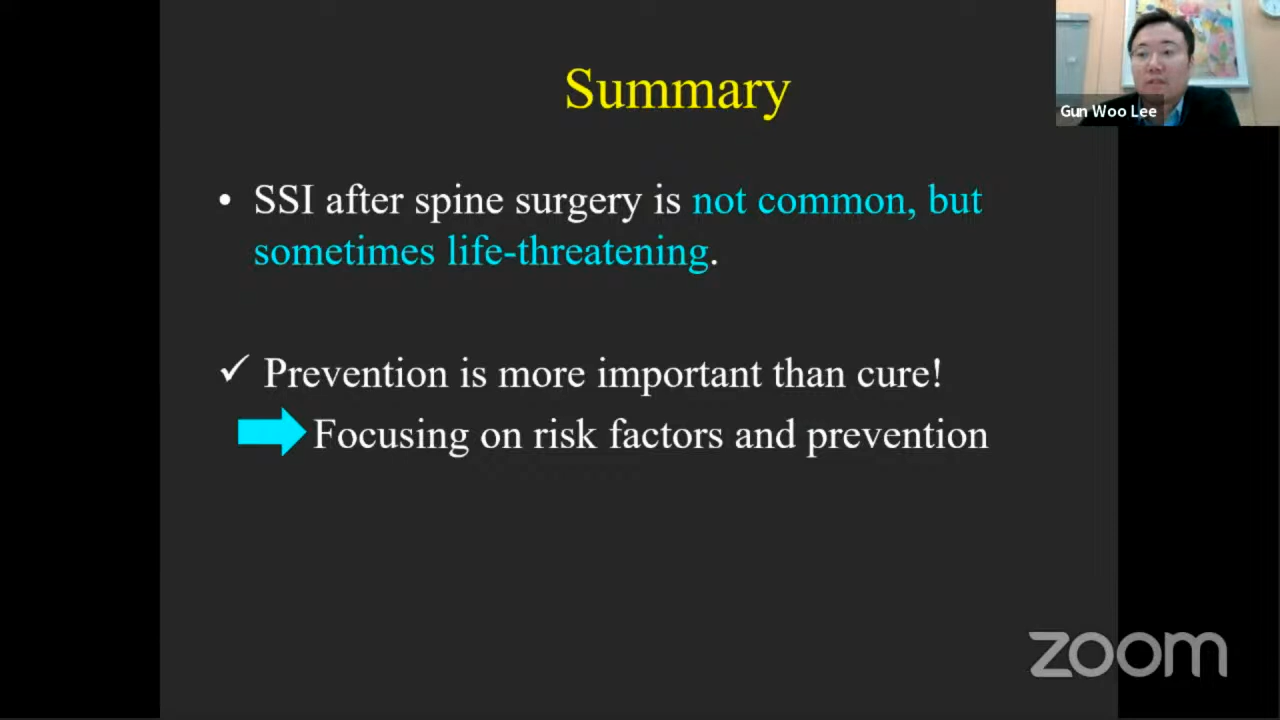 Summary
Gun Woo Lee
• SSI after spine surgery is not common, but
sometimes life-threatening.
✓ Prevention is more important than cure!
Focusing on risk factors and prevention
zoom